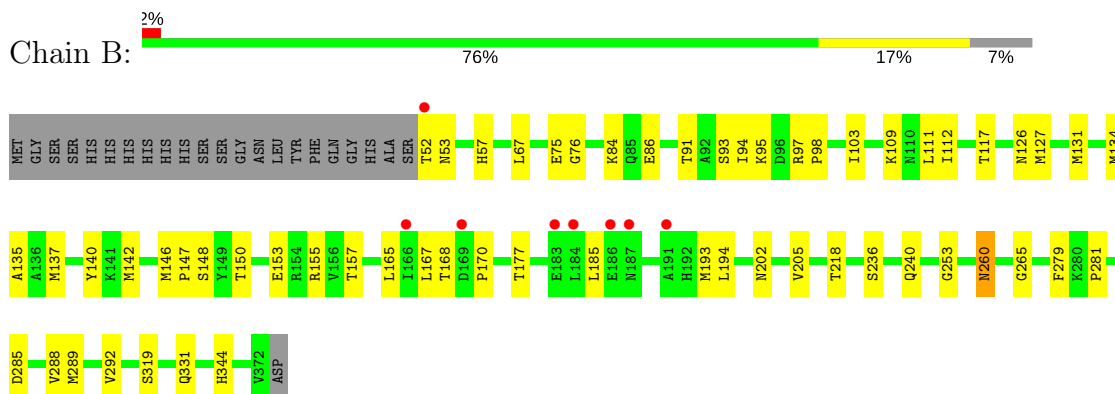 2%
Chain B:
76% 17% 7%
MET GLY SER SER HIS HIS HIS HIS HIS HIS SER SER GLY ASN LEU TYR PHE GLN GLY HIS ALA SER T52 N53 H57 L67 E75 G76 K84 Q85 E86 T91 A92 S93 I94 K95 D96 R97 P98 I103 K109 N110 L111 I112 T117 N126 M127 M131 M134
A135 A136 M137 Y140 K141 M142 M146 P147 S148 Y149 T150 E153 R154 R155 V156 T157 L165 I166 L167 T168 D169 P170 T177 E183 L184 L185 E186 N187 A191 H192 M193 L194 N202 V205 T218 S236 Q240 G253 N260 G265 F279 K280 P281
D285 V288 M289 V292 S319 Q331 H344 V372 ASP